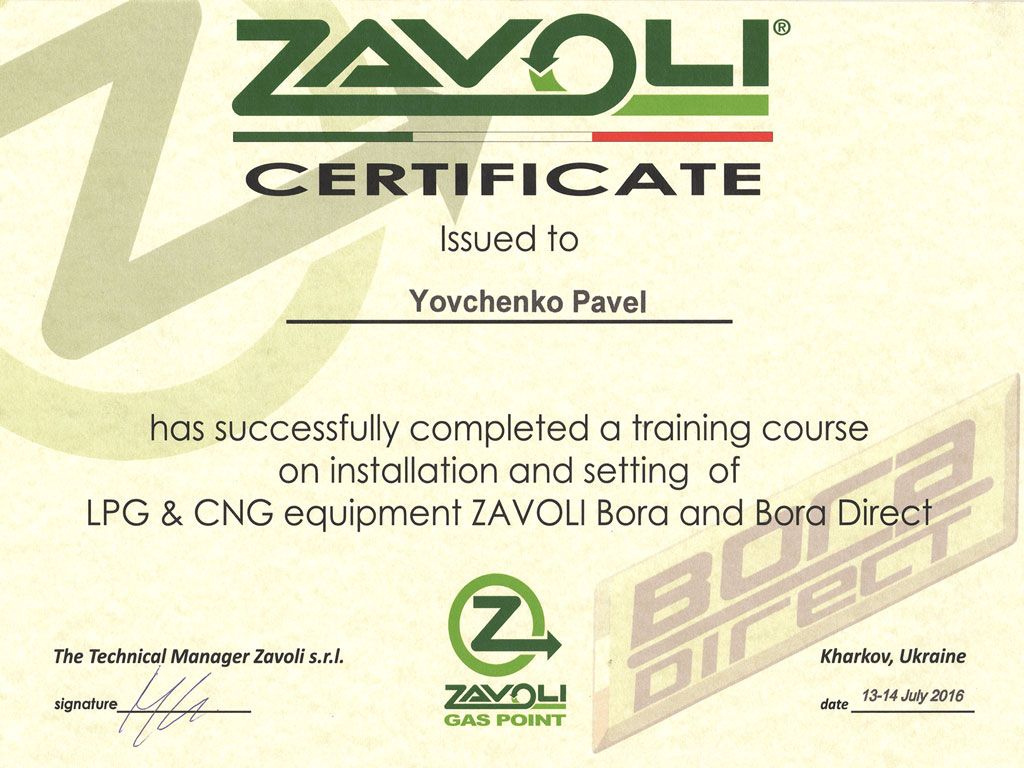 ZAVOLI®
CERTIFICATE
Issued to
Yovchenko Pavel
has successfully completed a training course
on installation and setting of
LPG & CNG equipment ZAVOLI Bora and Bora Direct
Bora
Direct
Z
ZAVOLI
GAS POINT
The Technical Manager Zavoli s.r.l.
signature
Kharkov, Ukraine
date 13-14 July 2016